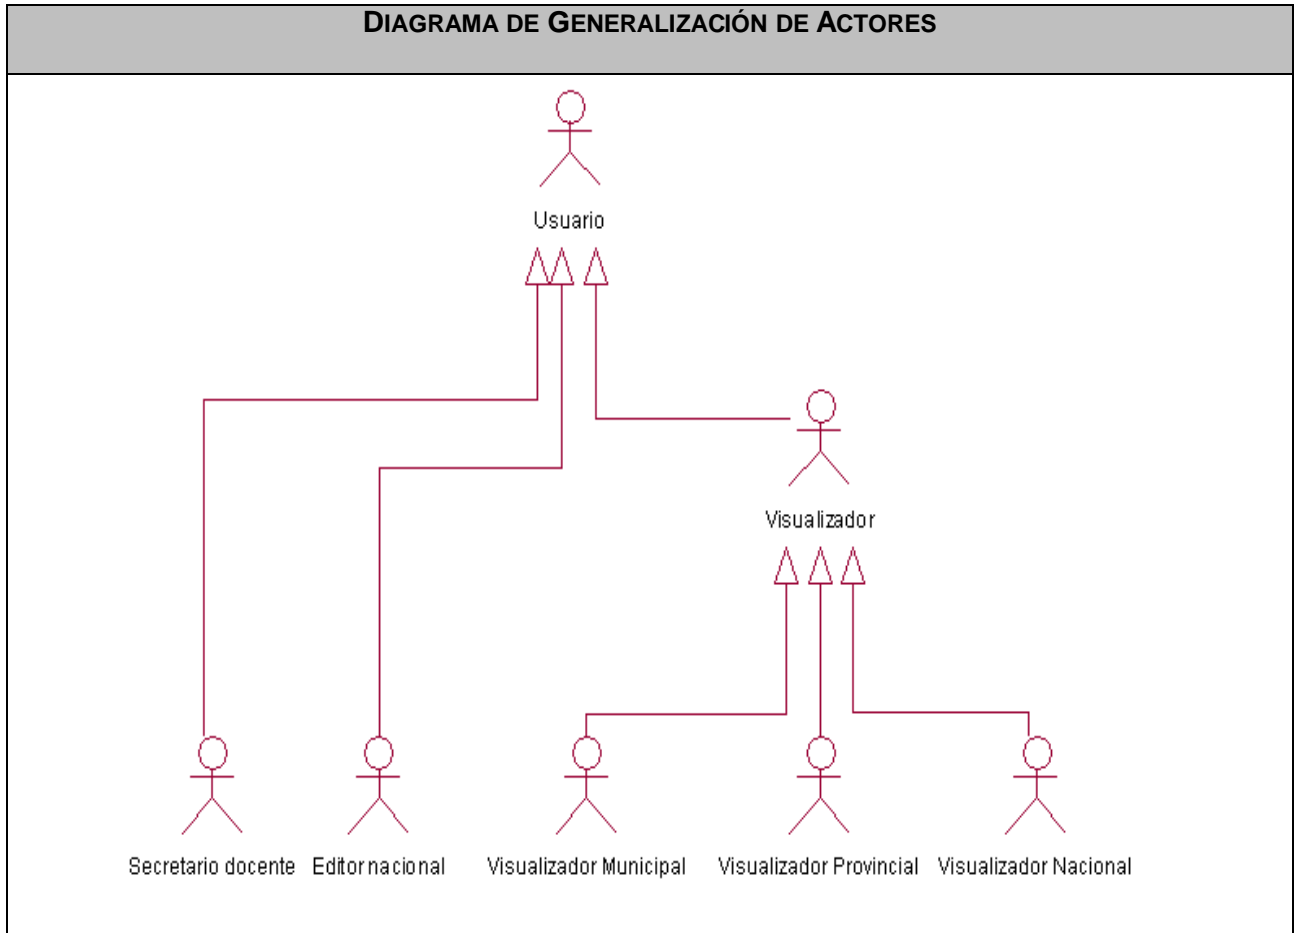 DIAGRAMA DE GENERALIZACIÓN DE ACTORES
Usuario
Visualizador
Secretario docente
Editor nacional
Visualizador Municipal
Visualizador Provincial
Visualizador Nacional